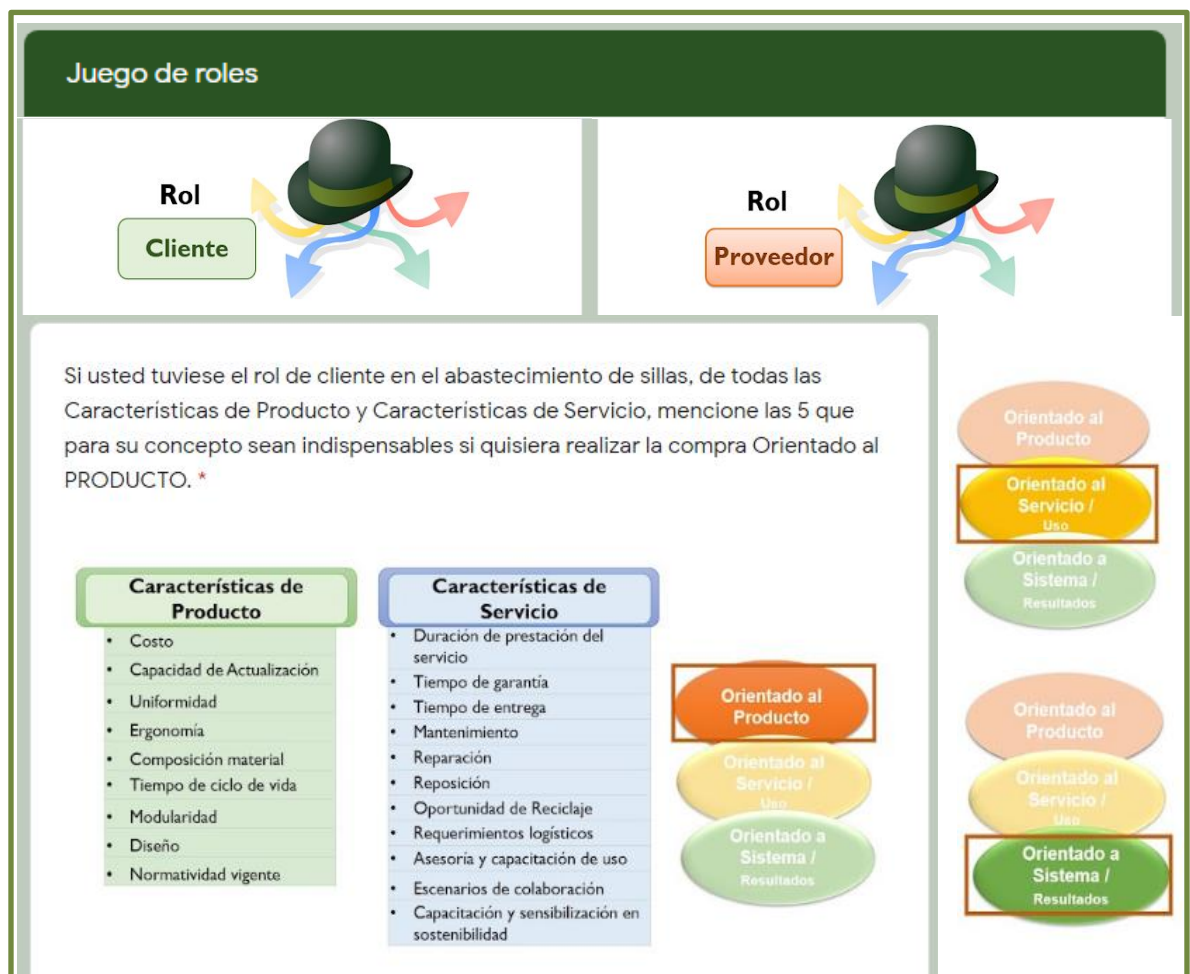 Juego de roles
Rol
Cliente
Rol
Proveedor
Si usted tuviese el rol de cliente en el abastecimiento de sillas, de todas las
Características de Producto y Características de Servicio, mencione las 5 que
para su concepto sean indispensables si quisiera realizar la compra Orientado al
PRODUCTO. *
Características de
Producto
• Costo
• Capacidad de Actualización
• Uniformidad
• Ergonomía
• Composición material
• Tiempo de ciclo de vida
• Modularidad
• Diseño
• Normatividad vigente
Características de
Servicio
• Duración de prestación del
servicio
• Tiempo de garantía
• Tiempo de entrega
• Mantenimiento
• Reparación
• Reposición
• Oportunidad de Reciclaje
• Requerimientos logísticos
• Asesoría y capacitación de uso
• Escenarios de colaboración
• Capacitación y sensibilización en
sostenibilidad
Orientado al
Producto
Orientado al
Servicio /
Uso
Orientado a
Sistema /
Resultados
Orientado al
Producto
Orientado al
Servicio /
Uso
Orientado a
Sistema /
Resultados
Orientado al
Producto
Orientado al
Servicio /
Uso
Orientado a
Sistema /
Resultados